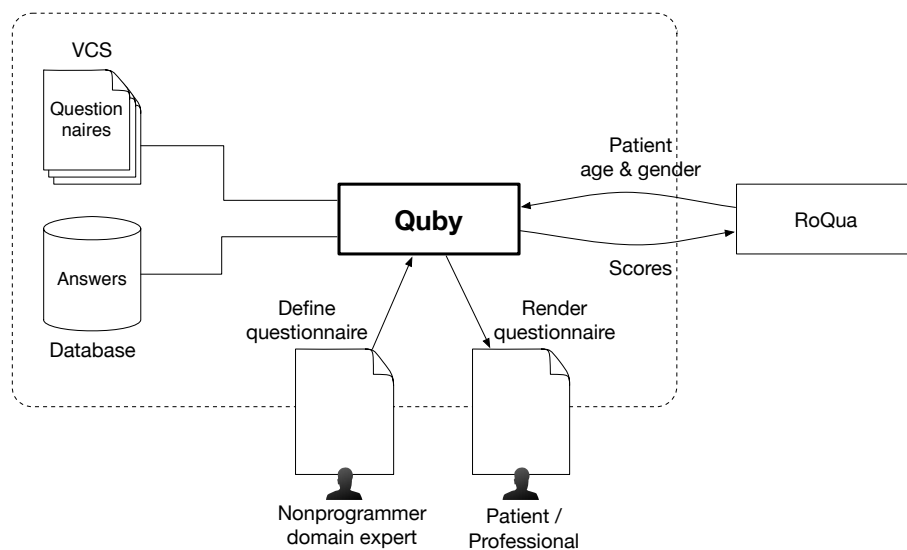 VCS
Question
naires
Patient
age & gender
Quby
RoQua
Answers
Scores
Define
questionnaire
Render
questionnaire
Database
Nonprogrammer
domain expert
Patient /
Professional